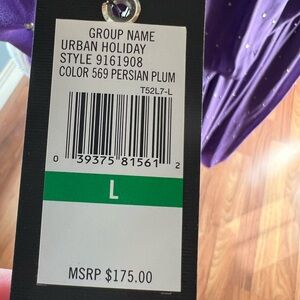 GROUP NAME
URBAN HOLIDAY
STYLE 9161908
COLOR 569 PERSIAN PLUM
T52L7-L
0 39375 81561 2
L
MSRP $175.00